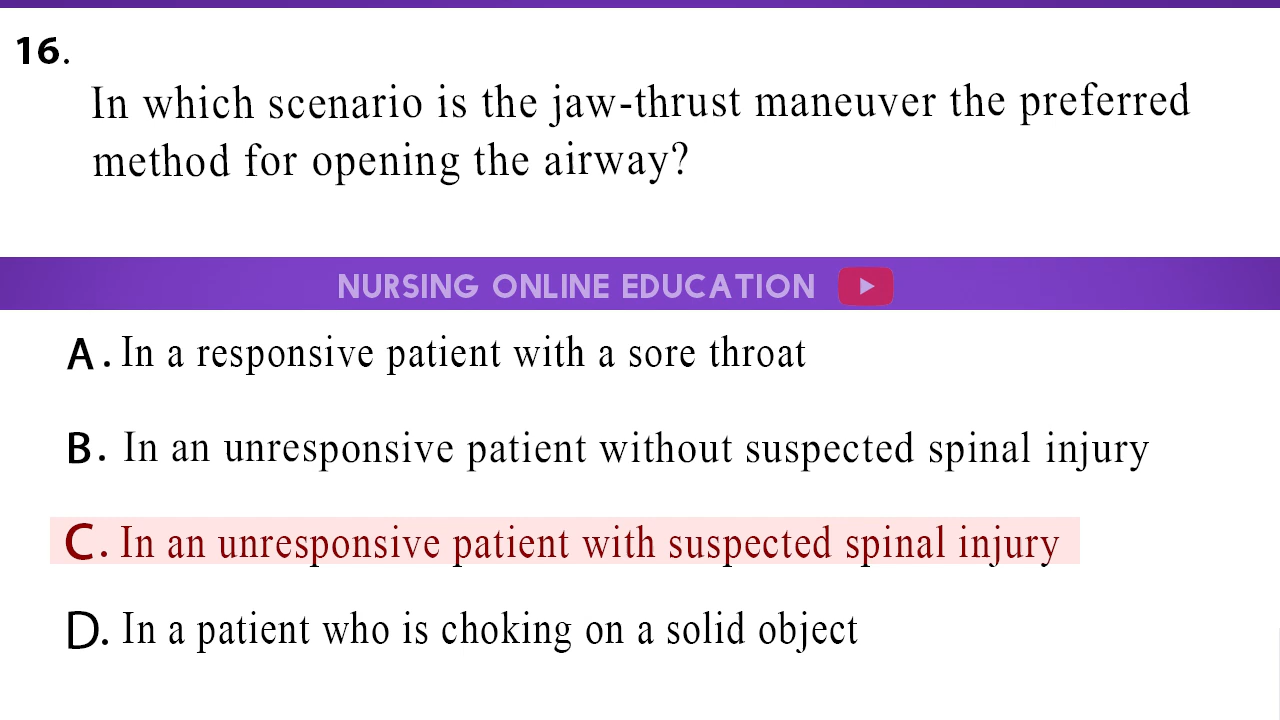 16.
In which scenario is the jaw-thrust maneuver the preferred
method for opening the airway?
NURSING ONLINE EDUCATION
A. In a responsive patient with a sore throat
B. In an unresponsive patient without suspected spinal injury
C. In an unresponsive patient with suspected spinal injury
D. In a patient who is choking on a solid object